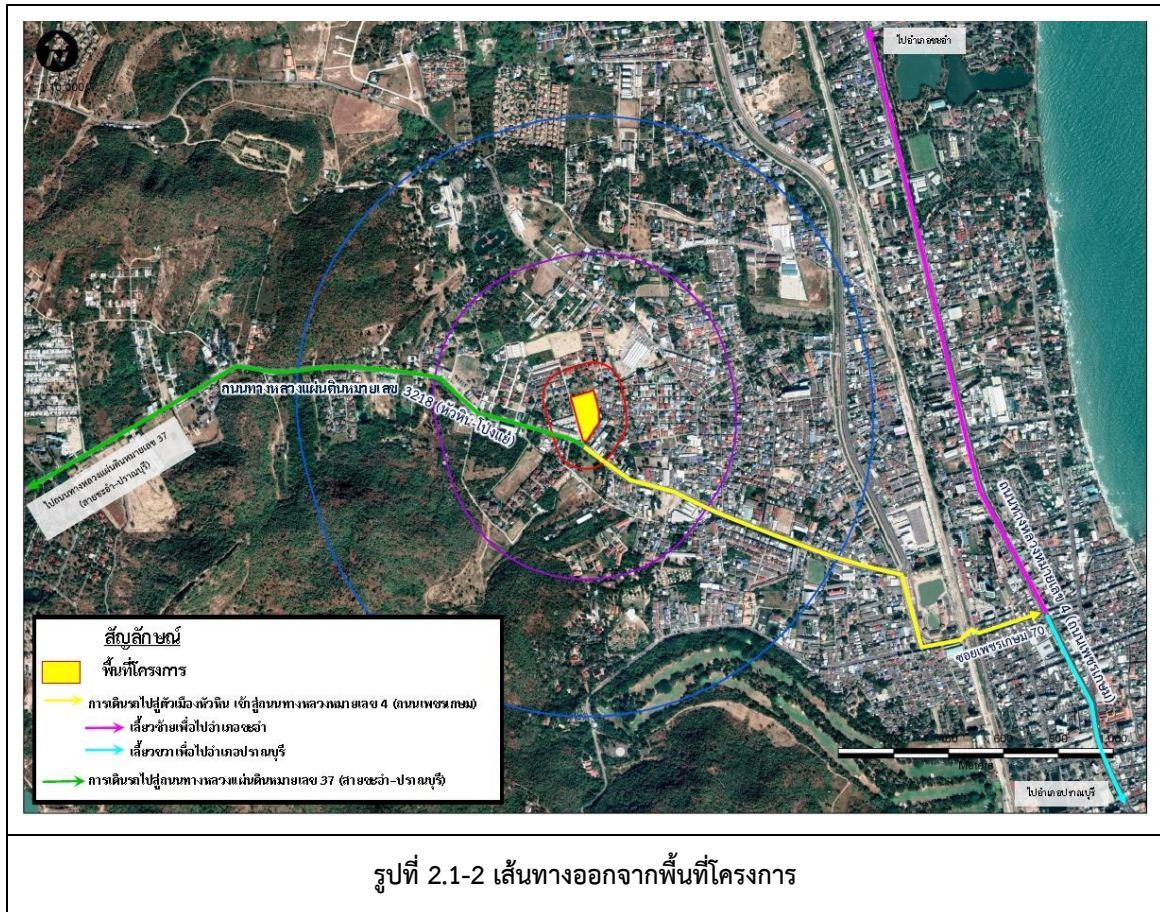 ไปอำเภอชะอำ
1:10,000
ถนนทางหลวงแผ่นดินหมายเลข 3218 (หัวหิน-โป่งแย้)
ไปถนนทางหลวงแผ่นดินหมายเลข 37
(สายชะอำ-ปราณบุรี)
ถนนทางหลวงหมายเลข 4 (ถนนเพชรเกษม)
ซอยเพชรเกษม 70
สัญลักษณ์
พื้นที่โครงการ
การเดินรถไปสู่ตัวเมืองหัวหิน เข้าสู่ถนนทางหลวงหมายเลข 4 (ถนนเพชรเกษม)
เลี้ยวซ้ายเพื่อไปอำเภอชะอำ
เลี้ยวขวาเพื่อไปอำเภอปราณบุรี
การเดินรถไปสู่ถนนทางหลวงแผ่นดินหมายเลข 37 (สายชะอำ-ปราณบุรี)
600 800 1,000
Meters
ไปอำเภอปราณบุรี
รูปที่ 2.1-2 เส้นทางออกจากพื้นที่โครงการ